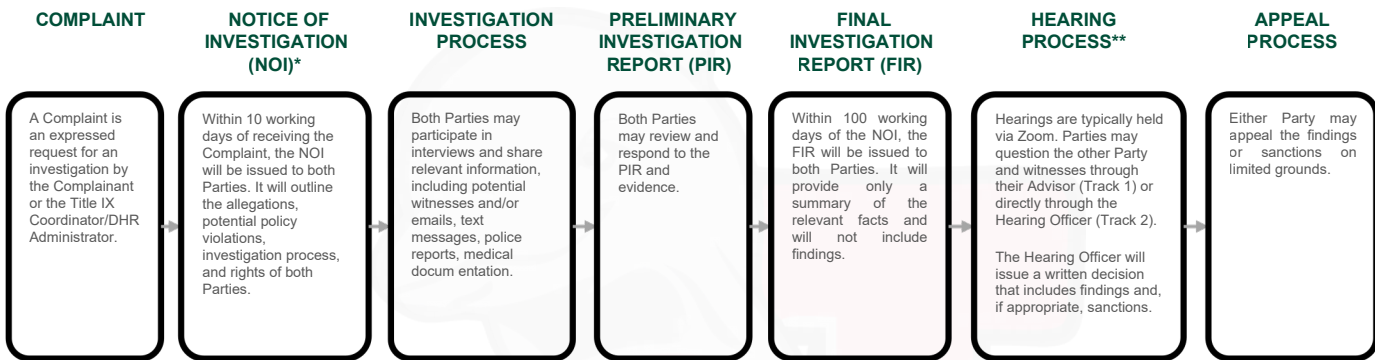 COMPLAINT
NOTICE OF
INVESTIGATION
(NOI)*
INVESTIGATION
PROCESS
PRELIMINARY
INVESTIGATION
REPORT (PIR)
FINAL
INVESTIGATION
REPORT (FIR)
HEARING
PROCESS**
APPEAL
PROCESS
A Complaint is
an expressed
request for an
investigation by
the Complainant
or the Title IX
Coordinator/DHR
Administrator.
Within 10 working
days of receiving the
Complaint, the NOI
will be issued to both
Parties. It will outline
the allegations,
potential policy
violations,
investigation process,
and rights of both
Parties.
Both Parties may
participate in
interviews and share
relevant information,
including potential
witnesses and/or
emails, text
messages, police
reports, medical
docum entation.
Both Parties
may review and
respond to the
PIR and
evidence.
Within 100 working
days of the NOI, the
FIR will be issued to
both Parties. It will
provide only a
summary of the
relevant facts and
will not include
findings.
Hearings are typically held
via Zoom. Parties may
question the other Party
and witnesses through
their Advisor (Track 1) or
directly through the
Hearing Officer (Track 2).
The Hearing Officer will
issue a written decision
that includes findings and,
if appropriate, sanctions.
Either Party may
appeal the findings
or sanctions on
limited grounds.